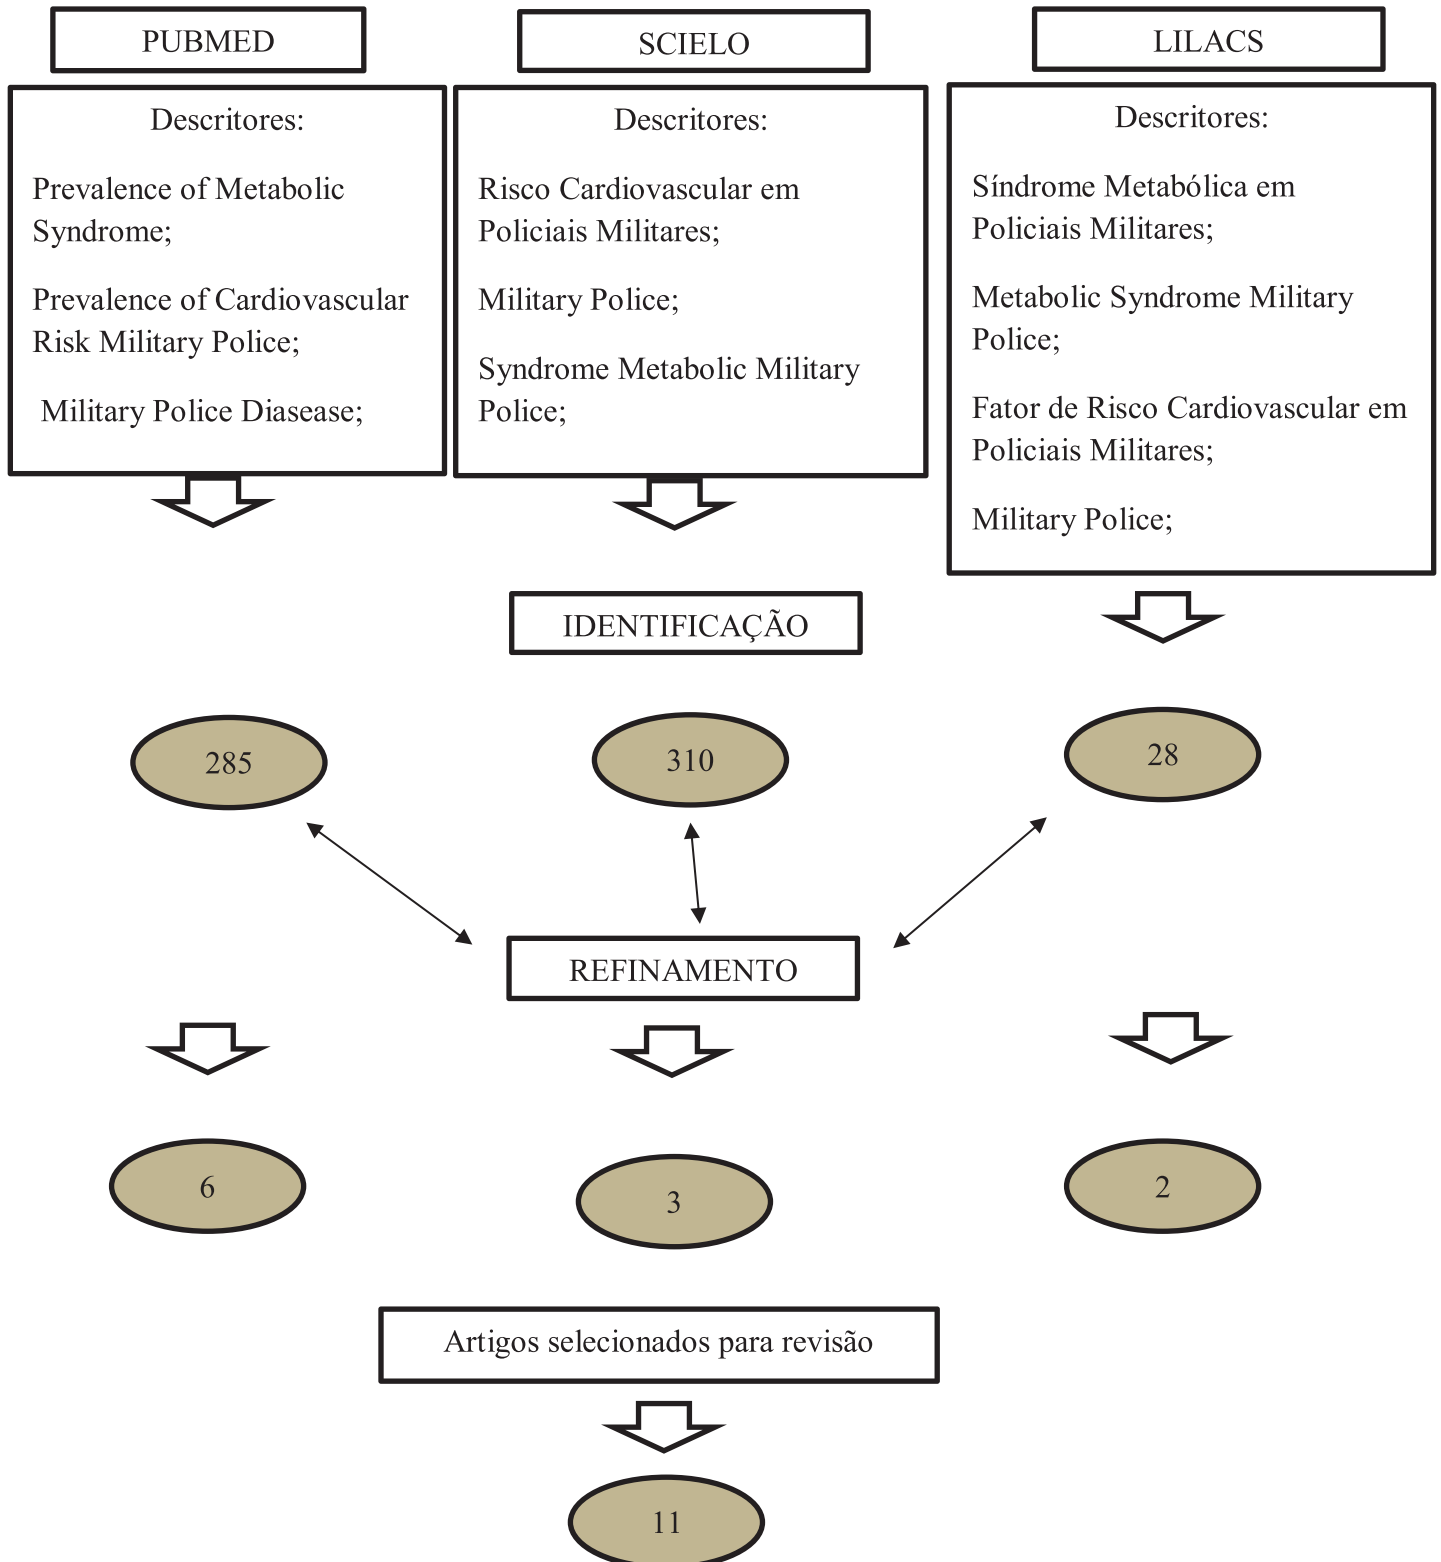 PUBMED
SCIELO
LILACS
Descritores:
Prevalence of Metabolic
Syndrome;
Prevalence of Cardiovascular
Risk Military Police;
Military Police Diasease;
Descritores:
Risco Cardiovascular em
Policiais Militares;
Military Police;
Syndrome Metabolic Military
Police;
Descritores:
Síndrome Metabólica em
Policiais Militares;
Metabolic Syndrome Military
Police;
Fator de Risco Cardiovascular em
Policiais Militares;
Military Police;
IDENTIFICAÇÃO
285
310
28
REFINAMENTO
6
3
2
Artigos selecionados para revisão
11